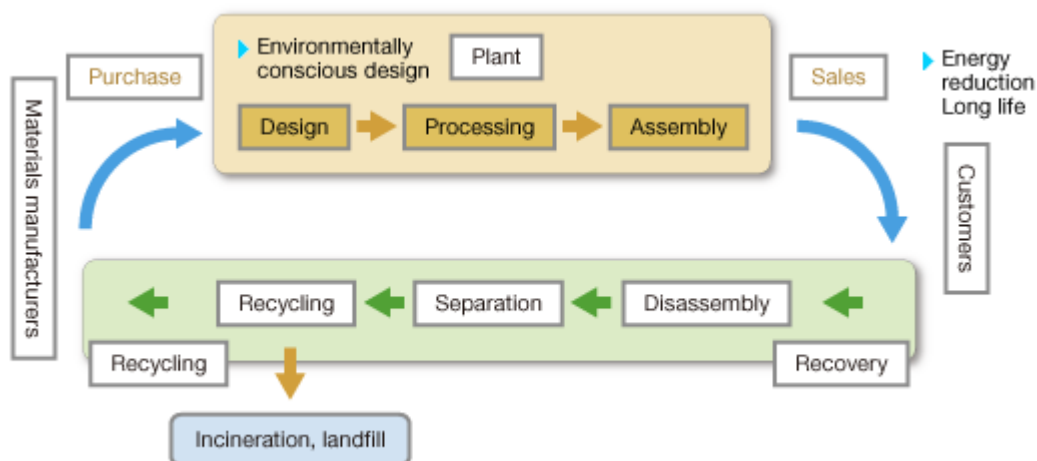 Environmentally
conscious design
Plant
Purchase
Sales
Energy
reduction
Long life
Materials manufacturers
Design
Processing
Assembly
Customers
Recycling
Separation
Disassembly
Recycling
Recovery
Incineration, landfill